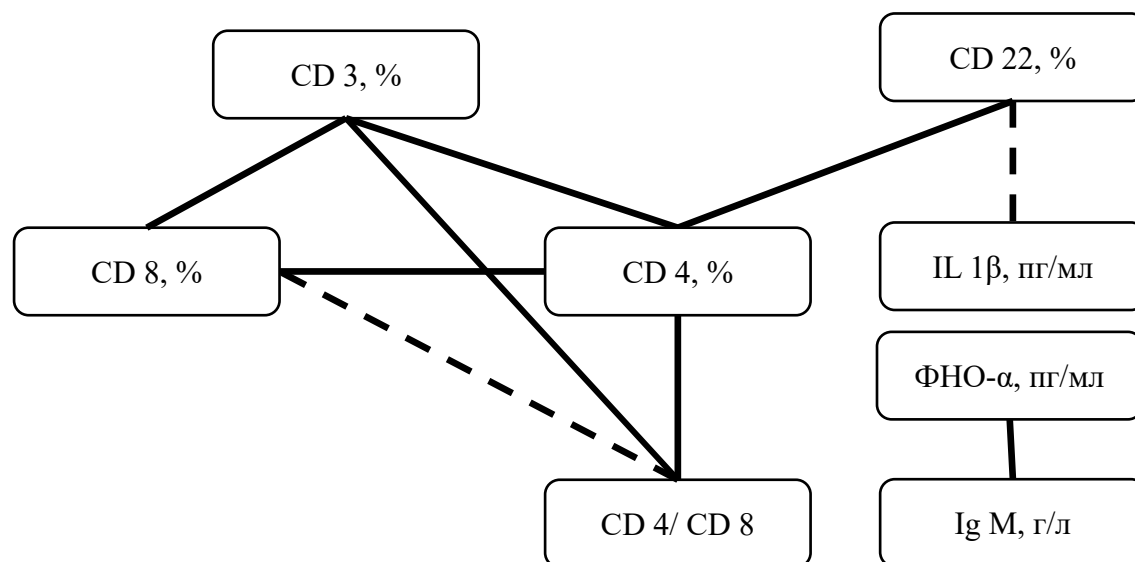 CD 3, %
CD 22, %
CD 8, %
CD 4, %
IL 1β, пг/мл
ФНО-α, пг/мл
CD 4/ CD 8
Ig M, г/л